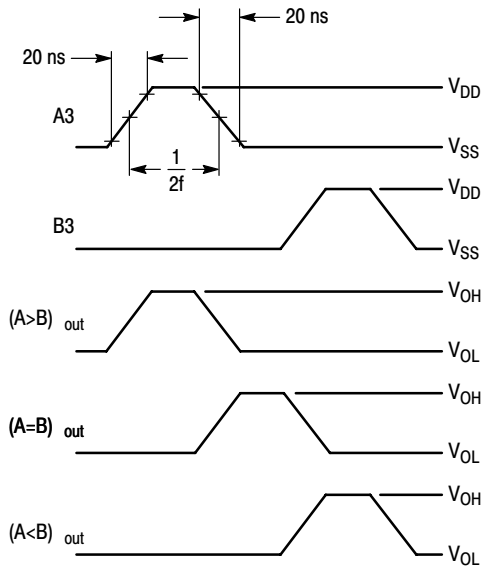 20 ns
20 ns
A3
V_DD
V_SS
1
2f
B3
V_DD
V_SS
(A>B) out
V_OH
V_OL
(A=B) out
V_OH
V_OL
(A<B) out
V_OH
V_OL